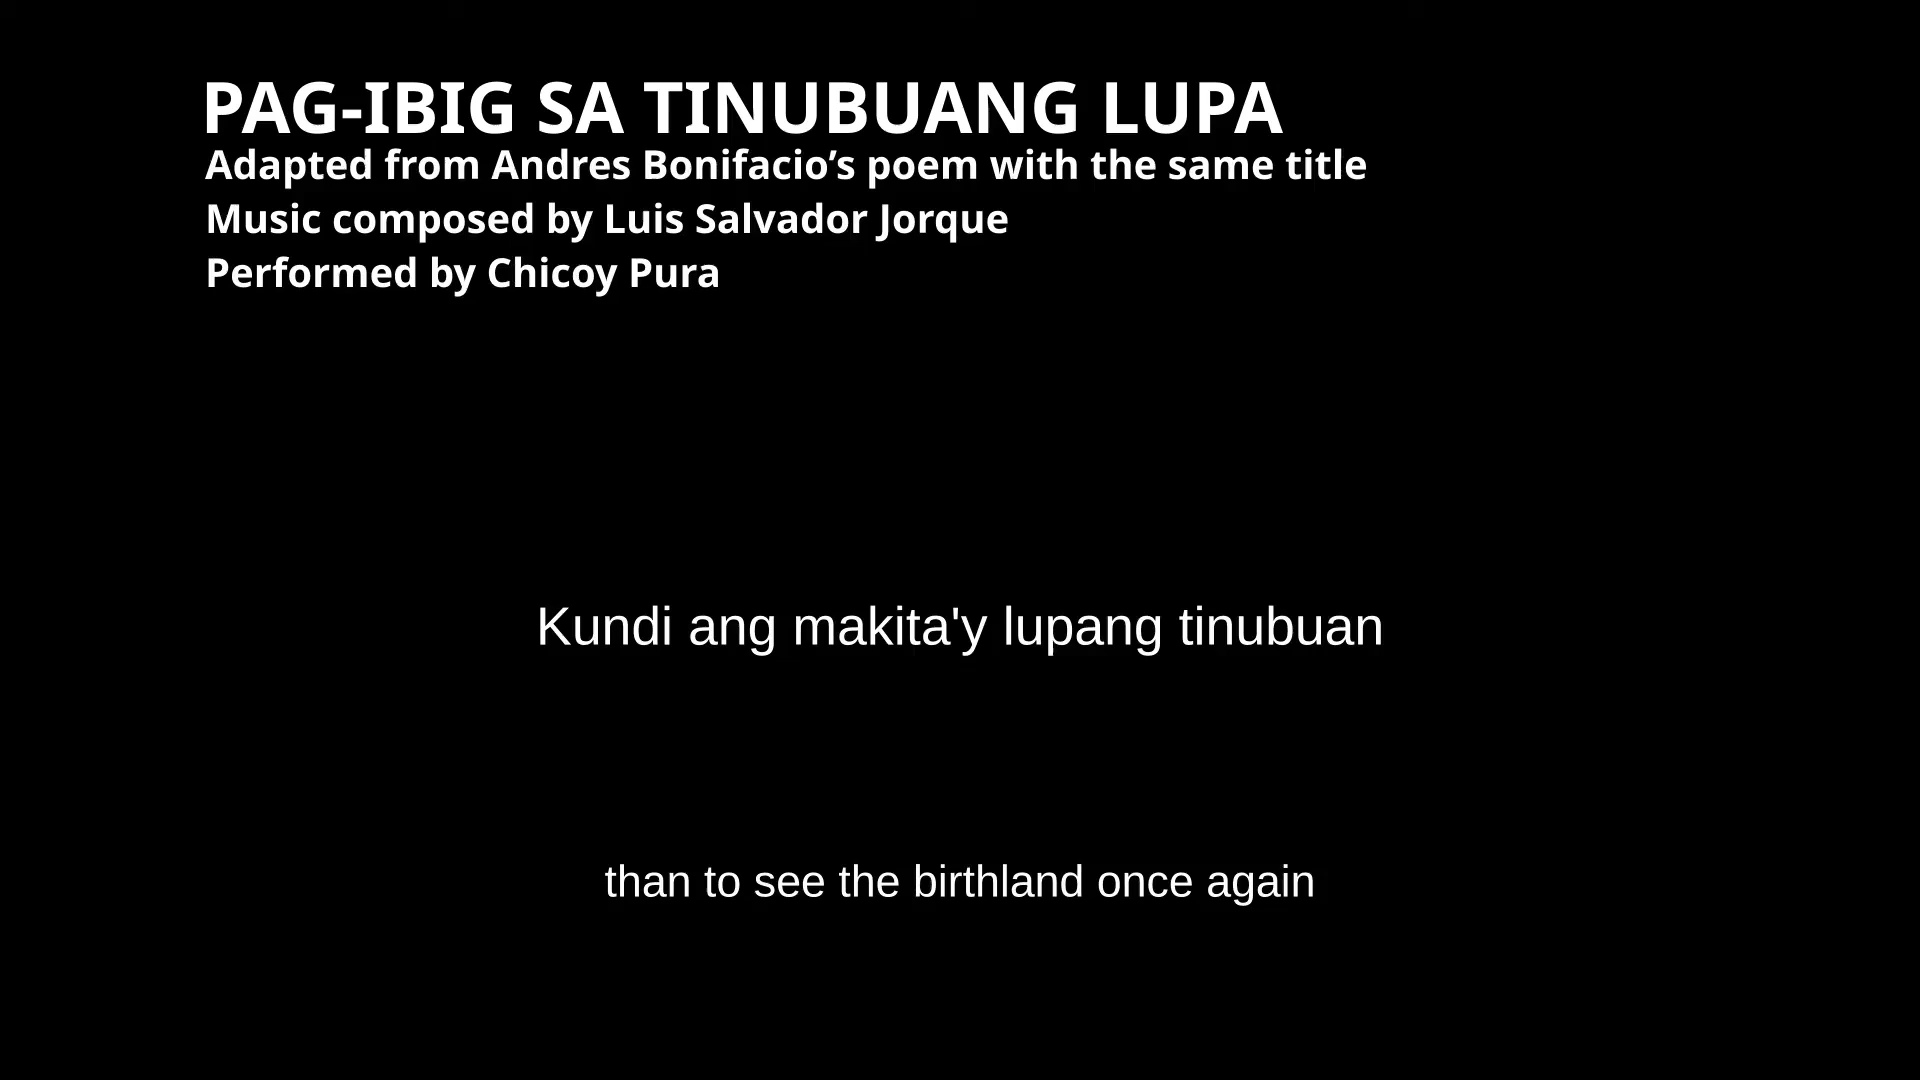 PAG-IBIG SA TINUBUANG LUPA
Adapted from Andres Bonifacio’s poem with the same title
Music composed by Luis Salvador Jorque
Performed by Chicoy Pura
Kundi ang makita'y lupang tinubuan
than to see the birthland once again